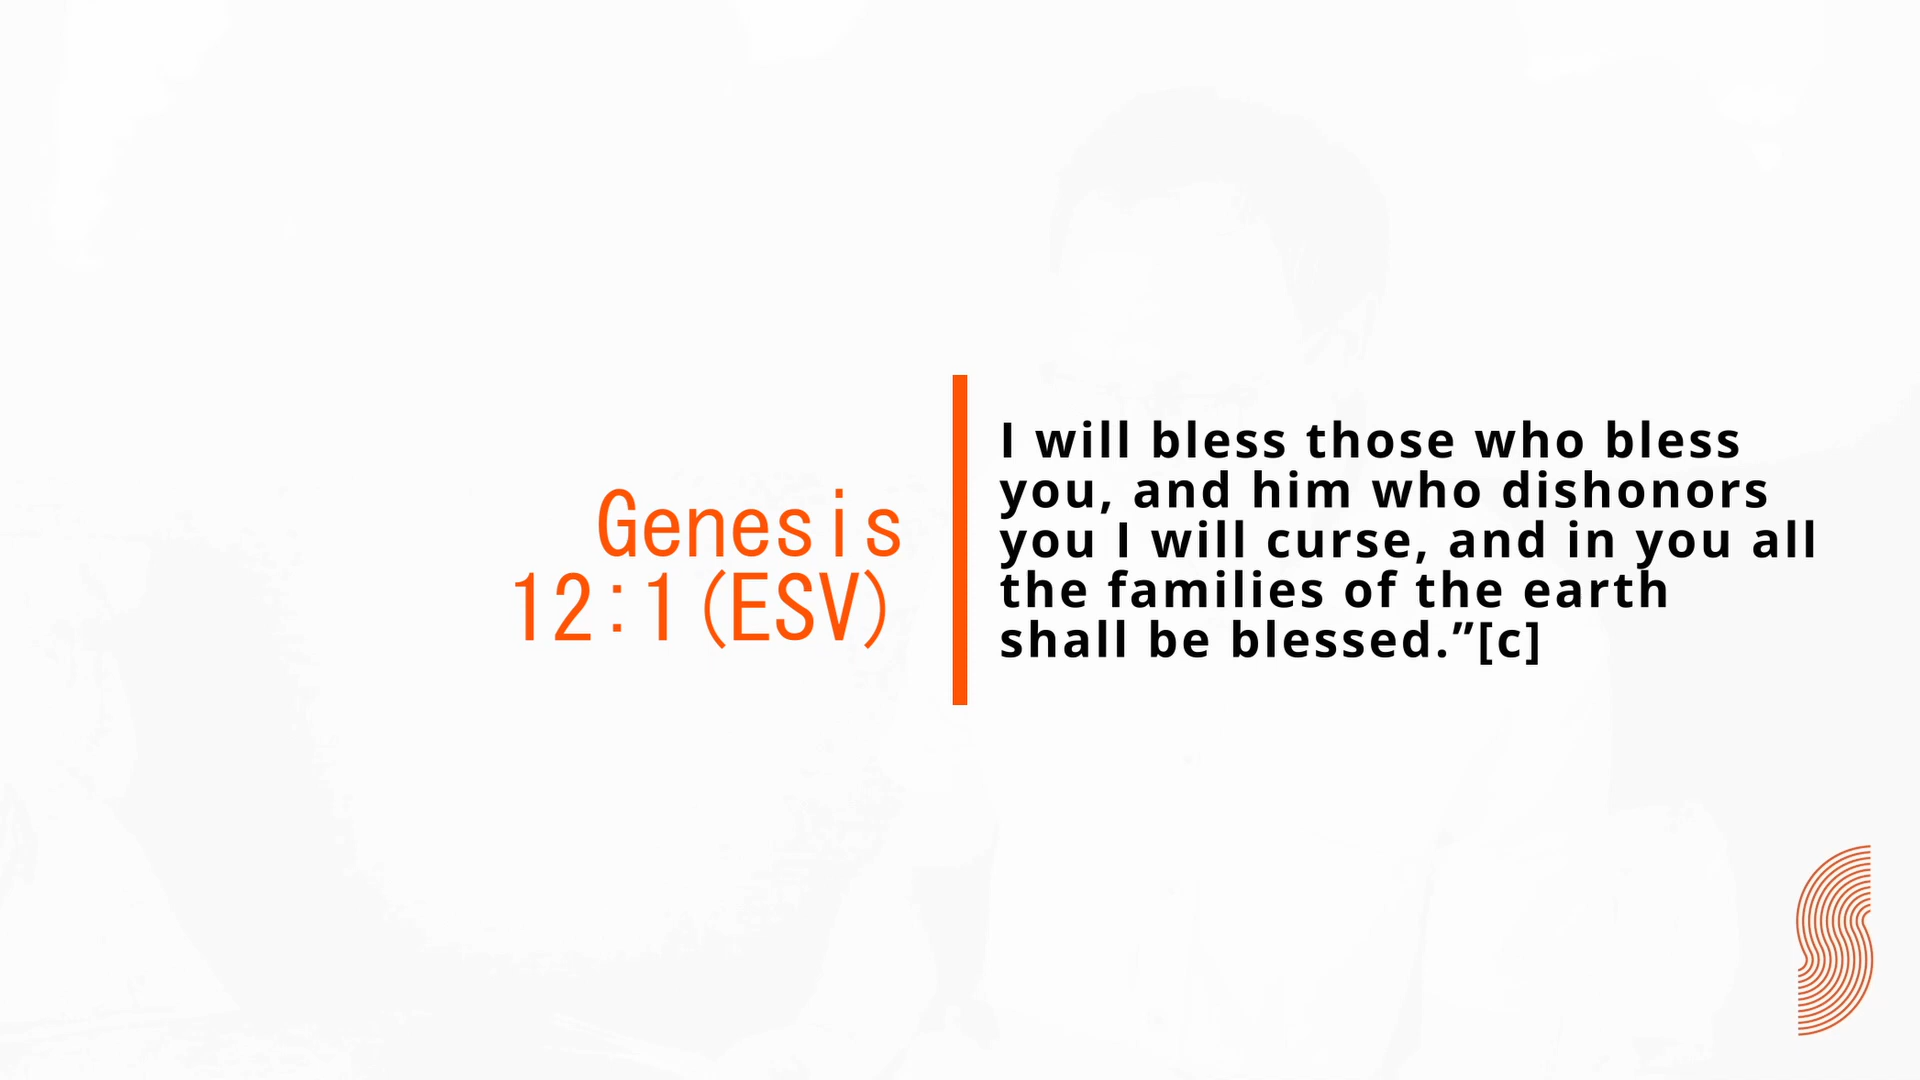 Genesis
12:1(ESV)
I will bless those who bless
you, and him who dishonors
you I will curse, and in you all
the families of the earth
shall be blessed.”[c]